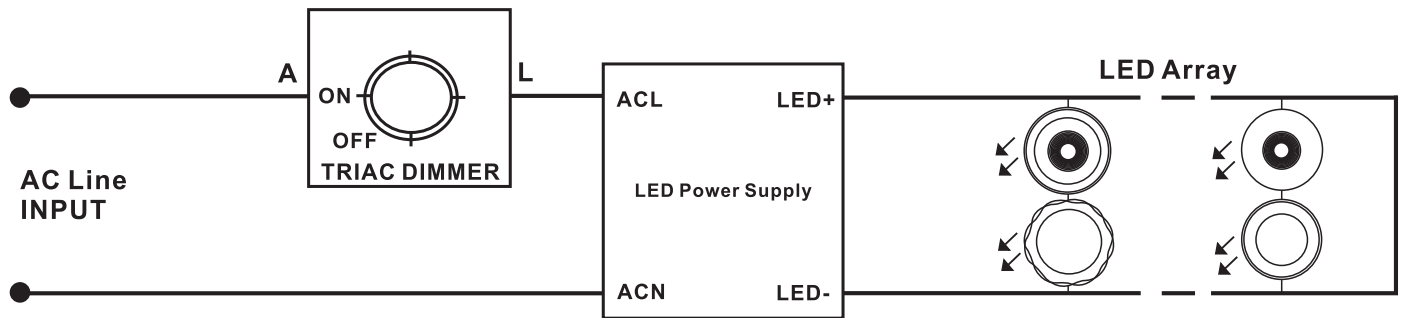 A
L
ON
OFF
TRIAC DIMMER
AC Line
INPUT
ACL
LED+
LED Power Supply
ACN
LED-
LED Array